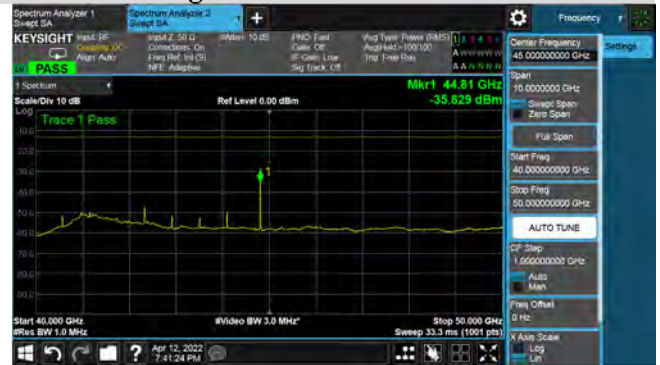 Spectrum Analyzer 1
Swept SA
Spectrum Analyzer 2
Swept SA
+
Frequency
KEYSIGHT
Input: RF
Coupling: DC
Align: Auto
Input Z: 50 Ω
Corrections: On
Freq Ref: Int (S)
NFE: Adaptive
#Atten: 10 dB
PNO: Fast
Gate: Off
IF Gain: Low
Sig Track: Off
Avg Type: Power (RMS)
Avg|Hold:>100/100
Trig: Free Run
PASS
1 Spectrum
Scale/Div 10 dB
Ref Level 0.00 dBm
Mkr1 44.81 GHz
-35.829 dBm
Log
Trace 1 Pass
1
Start 40.000 GHz
#Res BW 1.0 MHz
#Video BW 3.0 MHz*
Stop 50.000 GHz
Sweep 33.3 ms (1001 pts)
Apr 12, 2022
7:41:24 PM
Center Frequency
45.000000000 GHz
Settings
Span
10.0000000 GHz
Swept Span
Zero Span
Full Span
Start Freq
40.000000000 GHz
Stop Freq
50.000000000 GHz
AUTO TUNE
CF Step
1.000000000 GHz
Auto
Man
Freq Offset
0 Hz
X Axis Scale
Log
Lin